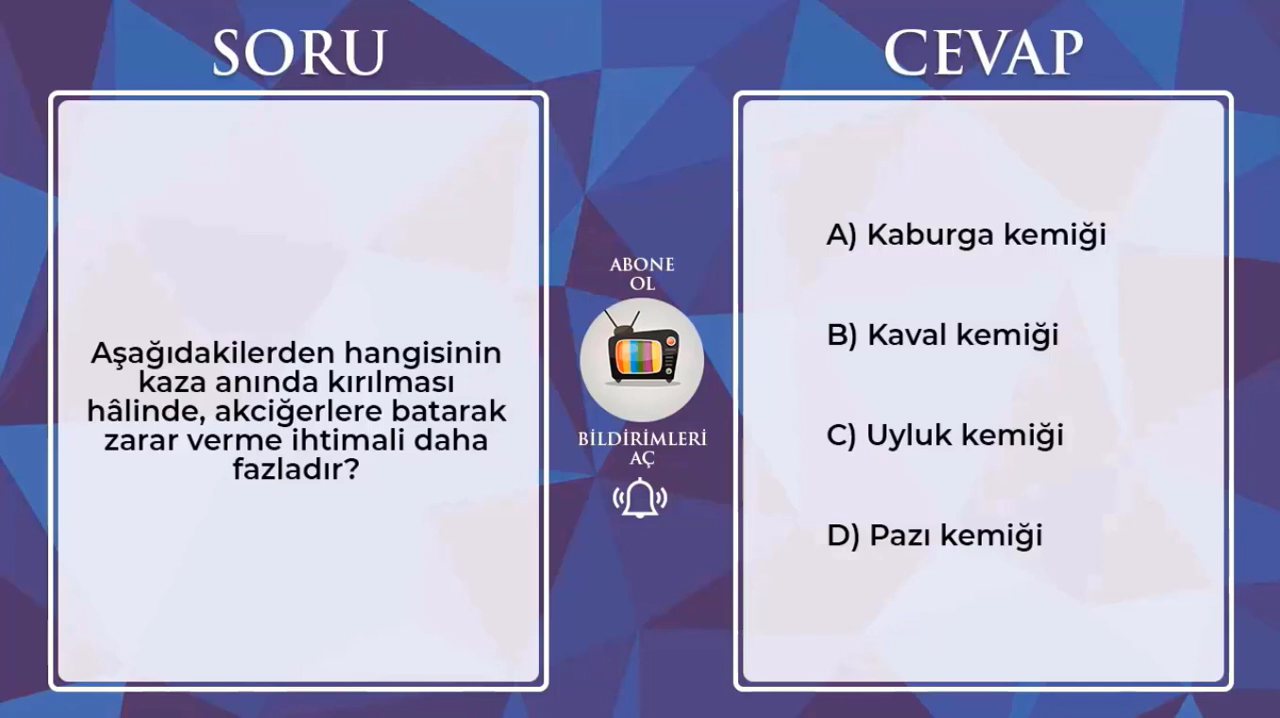 SORU
CEVAP
Aşağıdakilerden hangisinin
kaza anında kırılması
hâlinde, akciğerlere batarak
zarar verme ihtimali daha
fazladır?
ABONE
OL
BİLDİRİMLERİ
AÇ
A) Kaburga kemiği
B) Kaval kemiği
C) Uyluk kemiği
D) Pazı kemiği